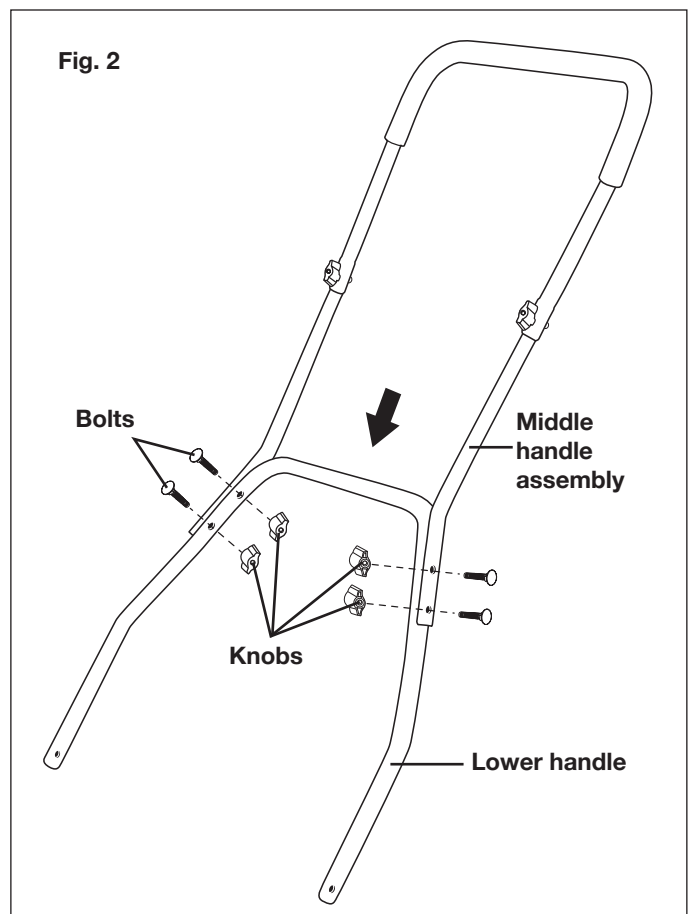 Fig. 2
Bolts
Middle
handle
assembly
Knobs
Lower handle